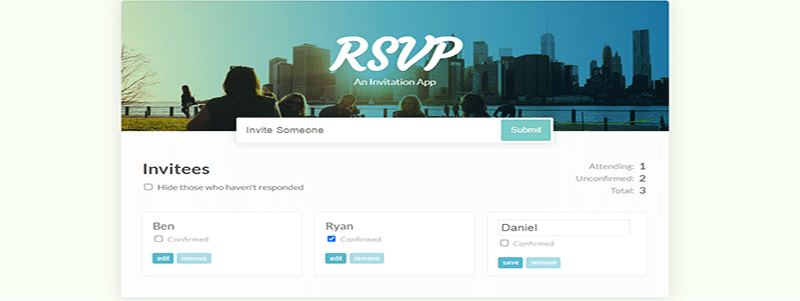 RSVP
An Invitation App
Invite Someone
Submit
Invitees
Hide those who haven't responded
Attending: 1
Unconfirmed: 2
Total: 3
Ben
Confirmed
edit remove
Ryan
Confirmed
edit remove
Daniel
Confirmed
save remove